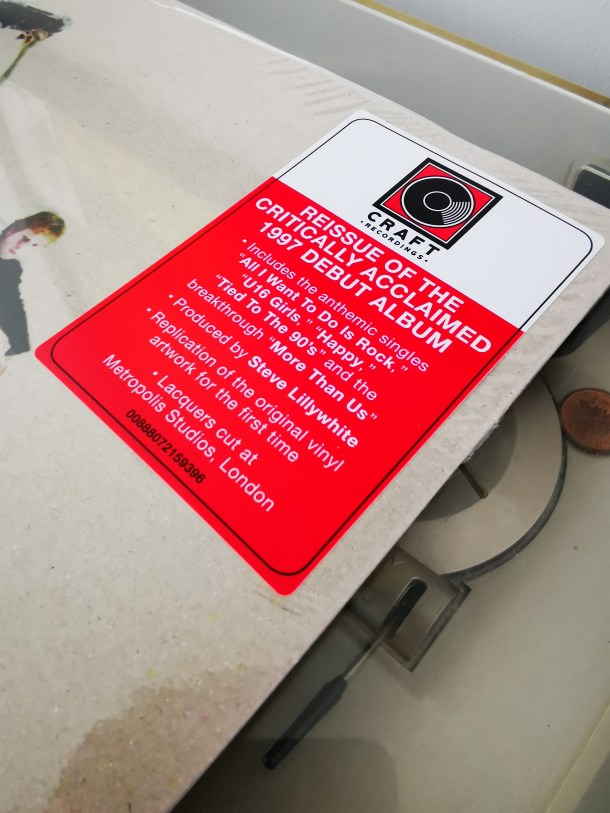 CRAFT
·RECORDINGS·
REISSUE OF THE
CRITICALLY ACCLAIMED
1997 DEBUT ALBUM
• Includes the anthemic singles
"All I Want To Do Is Rock,"
"U16 Girls," "Happy,"
"Tied To The 90's" and the
breakthrough "More Than Us"
• Produced by Steve Lillywhite
• Replication of the original vinyl
artwork for the first time
• Lacquers cut at
Metropolis Studios, London
00888072159396